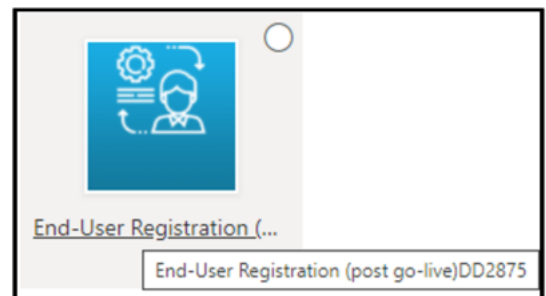 End-User Registration (...
End-User Registration (post go-live)DD2875